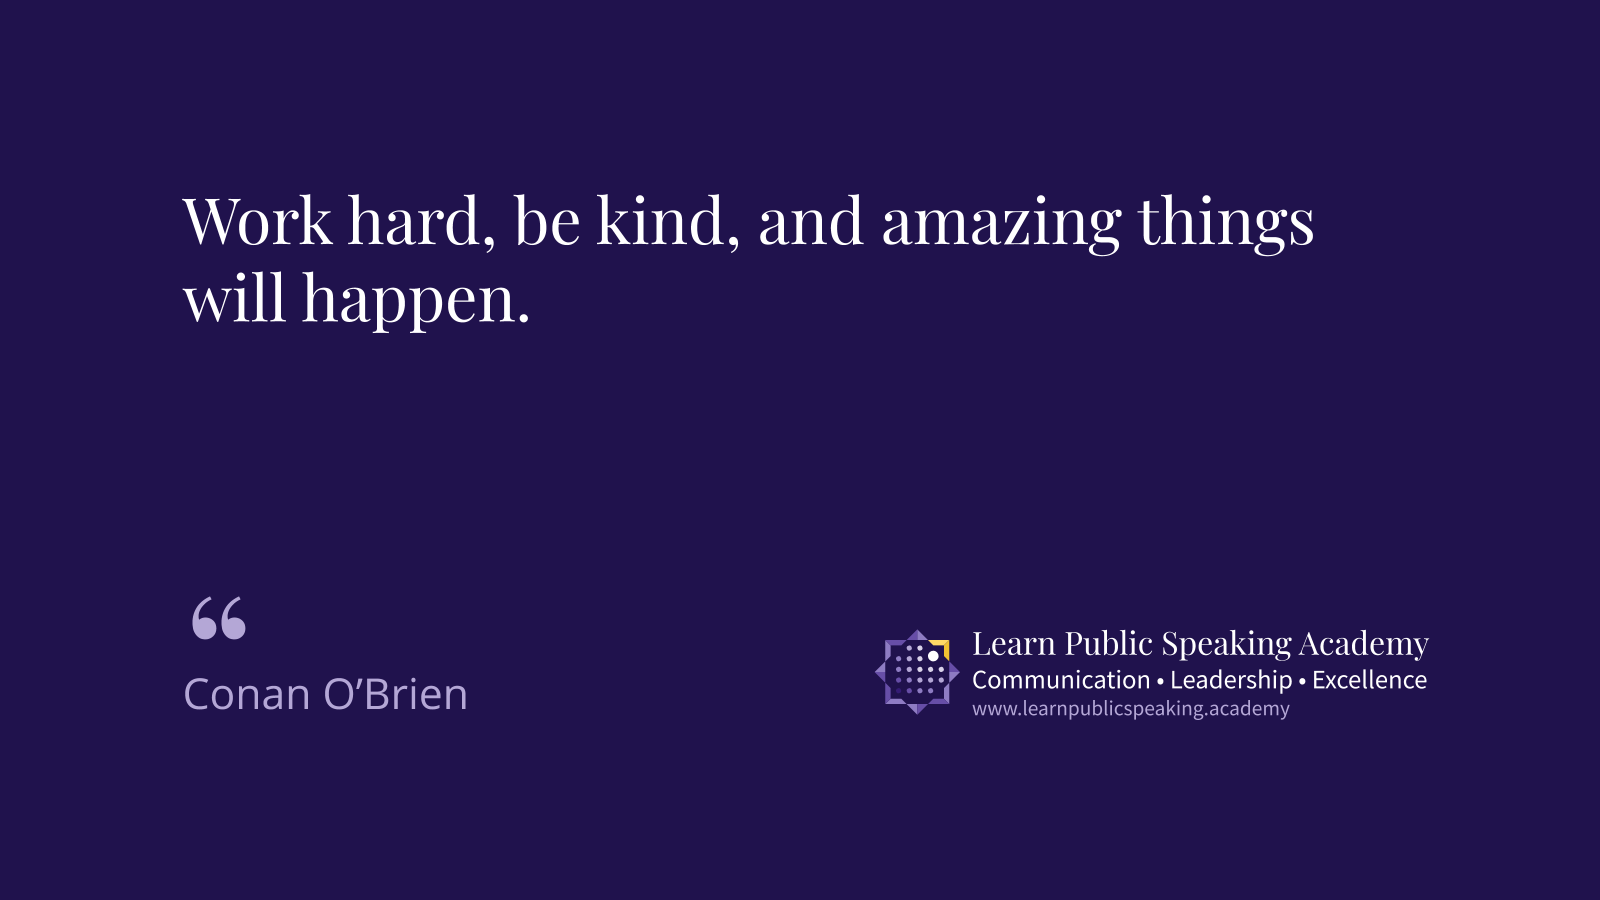 Work hard, be kind, and amazing things
will happen.
“
Conan O’Brien
Learn Public Speaking Academy
Communication • Leadership • Excellence
www.learnpublicspeaking.academy